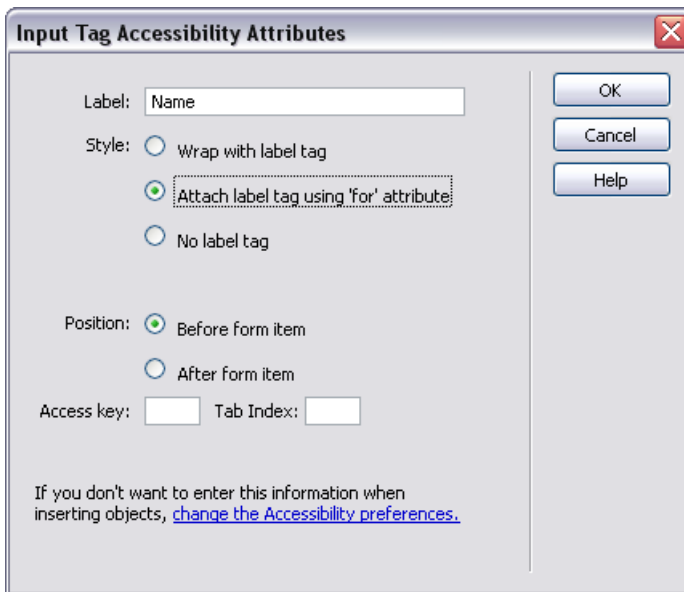 Input Tag Accessibility Attributes
Label: Name
OK
Style: Wrap with label tag
Cancel
Attach label tag using 'for' attribute
Help
No label tag
Position: Before form item
After form item
Access key: Tab Index:
If you don't want to enter this information when
inserting objects, change the Accessibility preferences.